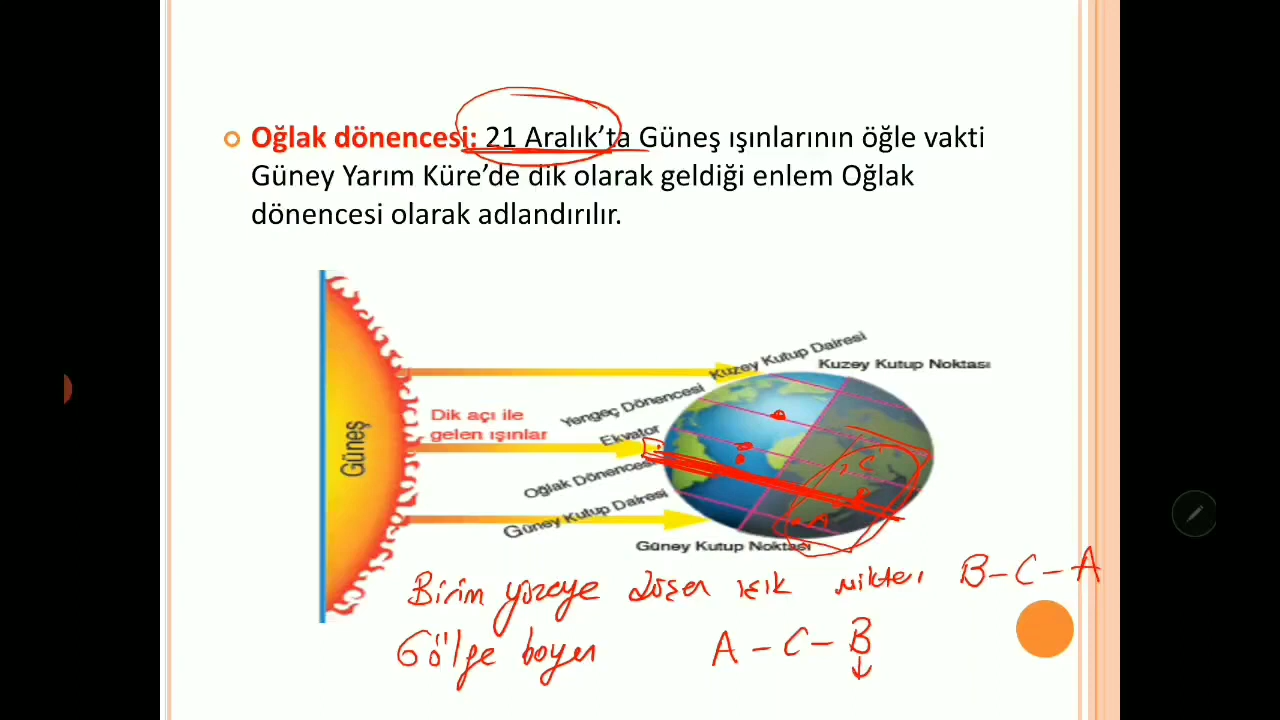 Oğlak dönencesi: 21 Aralık’ta Güneş ışınlarının öğle vakti
Güney Yarım Küre’de dik olarak geldiği enlem Oğlak
dönencesi olarak adlandırılır.
Kuzey Kutup Dairesi
Kuzey Kutup Noktası
Yengeç Dönencesi
Dik açı ile
gelen ışınlar
Ekvator
Güneş
Oğlak Dönencesi
Güney Kutup Dairesi
Güney Kutup Noktası
Birim yüzeye düşen ışık miktarı B-C-A
Gölge boyu A-C-B